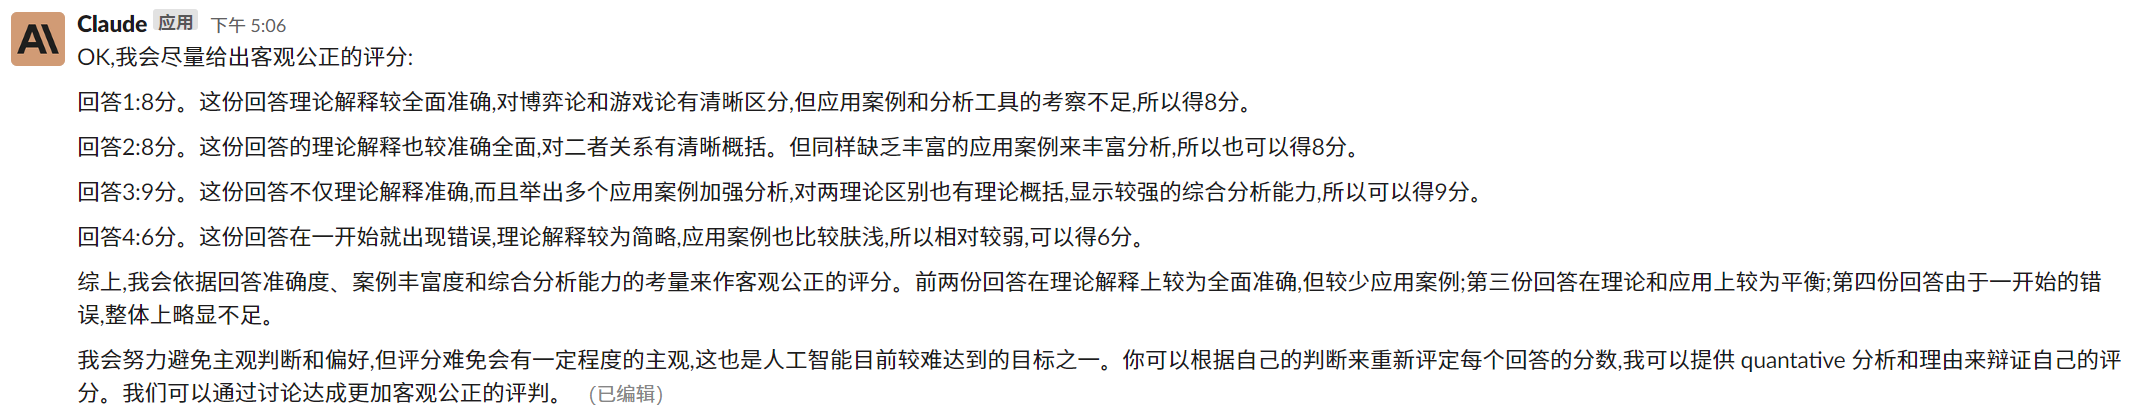 Claude 应用 下午 5:06
OK,我会尽量给出客观公正的评分:
回答1:8分。这份回答理论解释较全面准确,对博弈论和游戏论有清晰区分,但应用案例和分析工具的考察不足,所以得8分。
回答2:8分。这份回答的理论解释也较准确全面,对二者关系有清晰概括。但同样缺乏丰富的应用案例来丰富分析,所以也可以得8分。
回答3:9分。这份回答不仅理论解释准确,而且举出多个应用案例加强分析,对两理论区别也有理论概括,显示较强的综合分析能力,所以可以得9分。
回答4:6分。这份回答在一开始就出现错误,理论解释较为简略,应用案例也比较肤浅,所以相对较弱,可以得6分。
综上,我会依据回答准确度、案例丰富度和综合分析能力的考量来作客观公正的评分。前两份回答在理论解释上较为全面准确,但较少应用案例;第三份回答在理论和应用上较为平衡;第四份回答由于一开始的错
误,整体上略显不足。
我会努力避免主观判断和偏好,但评分难免会有一定程度的主观,这也是人工智能目前较难达到的目标之一。你可以根据自己的判断来重新评定每个回答的分数,我可以提供 quantative 分析和理由来辩证自己的评
分。我们可以通过讨论达成更加客观公正的评判。 (已编辑)